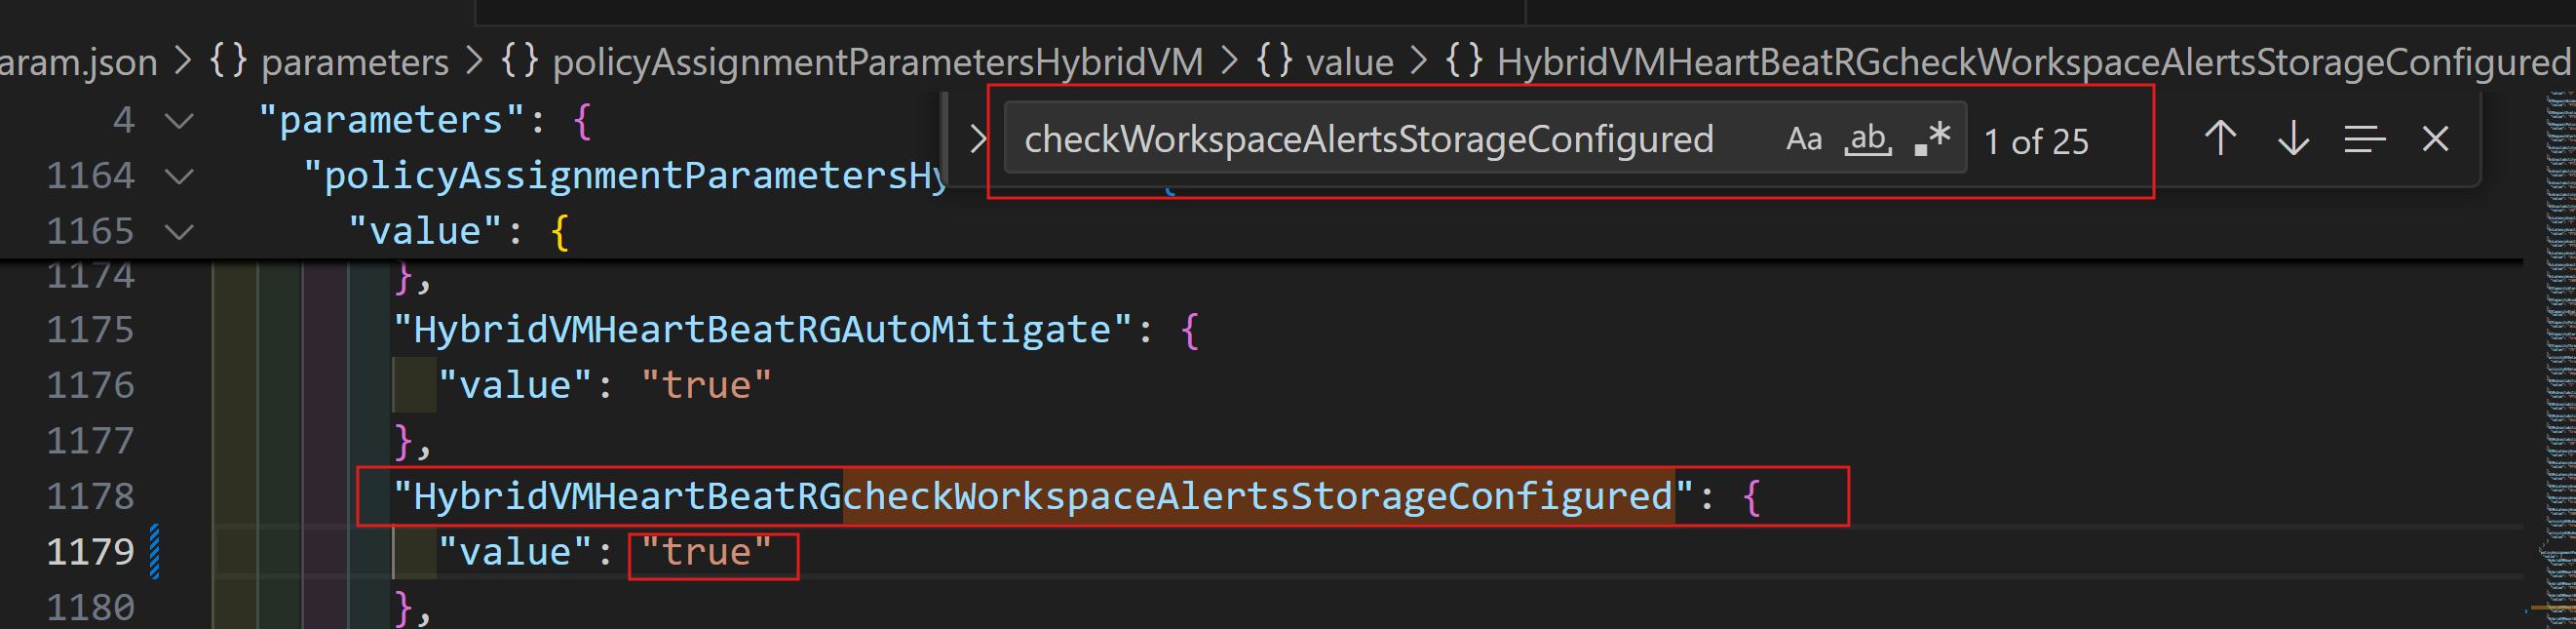 aram.json > {} parameters > {} policyAssignmentParametersHybridVM > {} value > {} HybridVMHeartBeatRGcheckWorkspaceAlertsStorageConfigured
checkWorkspaceAlertsStorageConfigured Aa ab .* 1 of 25
4 "parameters": {
1164 "policyAssignmentParametersHy {
1165 "value": {
1174 },
1175 "HybridVMHeartBeatRGAutoMitigate": {
1176 "value": "true"
1177 },
1178 "HybridVMHeartBeatRGcheckWorkspaceAlertsStorageConfigured": {
1179 "value": "true"
1180 },